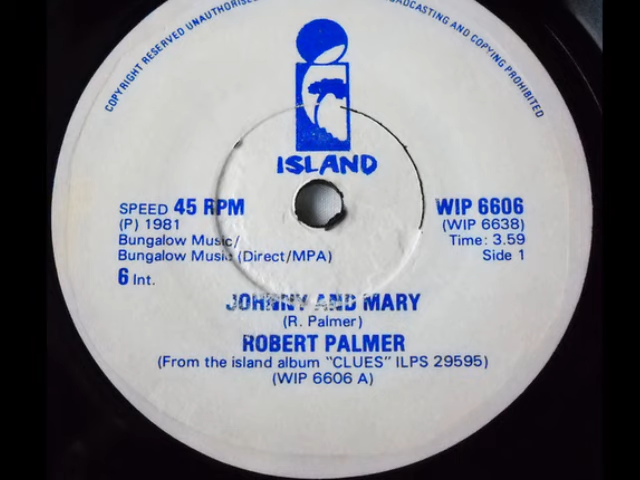 COPYRIGHT RESERVED UNAUTHORISED
BROADCASTING AND COPYING PROHIBITED
ISLAND
SPEED 45 RPM
(P) 1981
Bungalow Music/
Bungalow Music (Direct/MPA)
6 Int.
WIP 6606
(WIP 6638)
Time: 3.59
Side 1
JOHNNY AND MARY
(R. Palmer)
ROBERT PALMER
(From the island album "CLUES" ILPS 29595)
(WIP 6606 A)